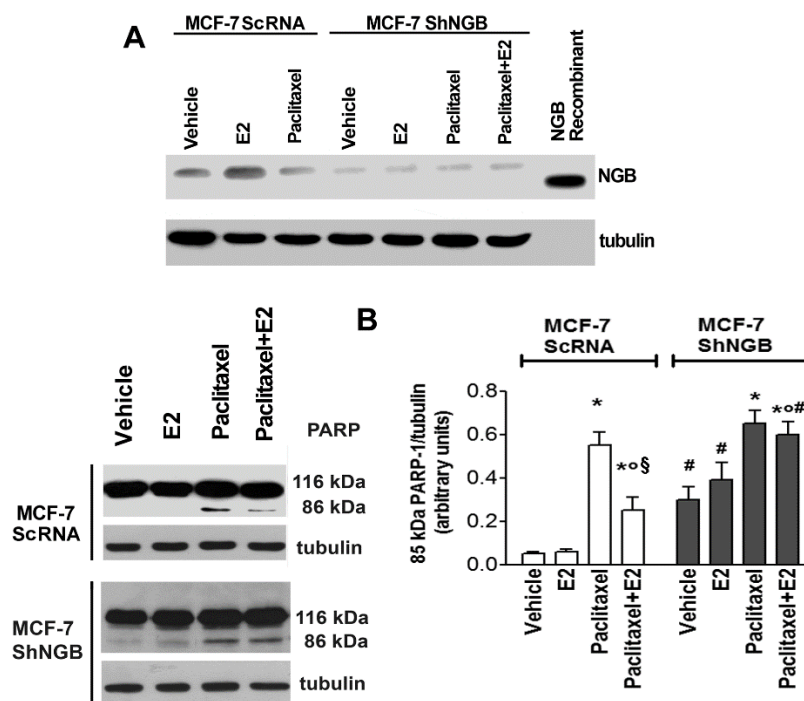 A
MCF-7 ScRNA
MCF-7 ShNGB
Vehicle
E2
Paclitaxel
Vehicle
E2
Paclitaxel
Paclitaxel+E2
NGB
Recombinant
NGB
tubulin
Vehicle
E2
Paclitaxel
Paclitaxel+E2
PARP
MCF-7
ScRNA
116 kDa
86 kDa
tubulin
MCF-7
ShNGB
116 kDa
86 kDa
tubulin
B
MCF-7
ScRNA
MCF-7
ShNGB
85 kDa PARP-1/tubulin
(arbitrary units)
0.8
0.6
0.4
0.2
0.0
*
*°§
#
#
*
*°#
Vehicle
E2
Paclitaxel
Paclitaxel+E2
Vehicle
E2
Paclitaxel
Paclitaxel+E2